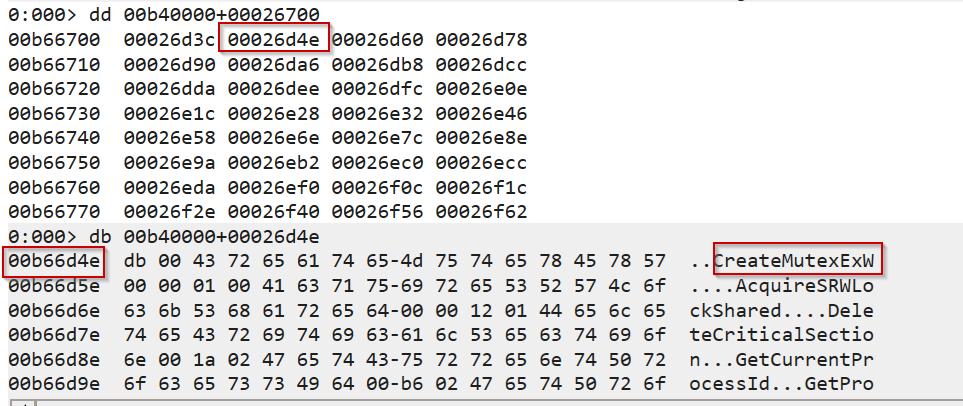 0:000> dd 00b40000+00026700
00b66700  00026d3c 00026d4e 00026d60 00026d78
00b66710  00026d90 00026da6 00026db8 00026dcc
00b66720  00026dda 00026dee 00026dfc 00026e0e
00b66730  00026e1c 00026e28 00026e32 00026e46
00b66740  00026e58 00026e6e 00026e7c 00026e8e
00b66750  00026e9a 00026eb2 00026ec0 00026ecc
00b66760  00026eda 00026ef0 00026f0c 00026f1c
00b66770  00026f2e 00026f40 00026f56 00026f62
0:000> db 00b40000+00026d4e
00b66d4e  db 00 43 72 65 61 74 65-4d 75 74 65 78 45 78 57  ..CreateMutexExW
00b66d5e  00 00 01 00 41 63 71 75-69 72 65 53 52 57 4c 6f  ....AcquireSRWLo
00b66d6e  63 6b 53 68 61 72 65 64-00 00 12 01 44 65 6c 65  ckShared....Dele
00b66d7e  74 65 43 72 69 74 69 63-61 6c 53 65 63 74 69 6f  teCriticalSectio
00b66d8e  6e 00 1a 02 47 65 74 43-75 72 72 65 6e 74 50 72  n...GetCurrentPr
00b66d9e  6f 63 65 73 73 49 64 00-b6 02 47 65 74 50 72 6f  ocessId...GetPro